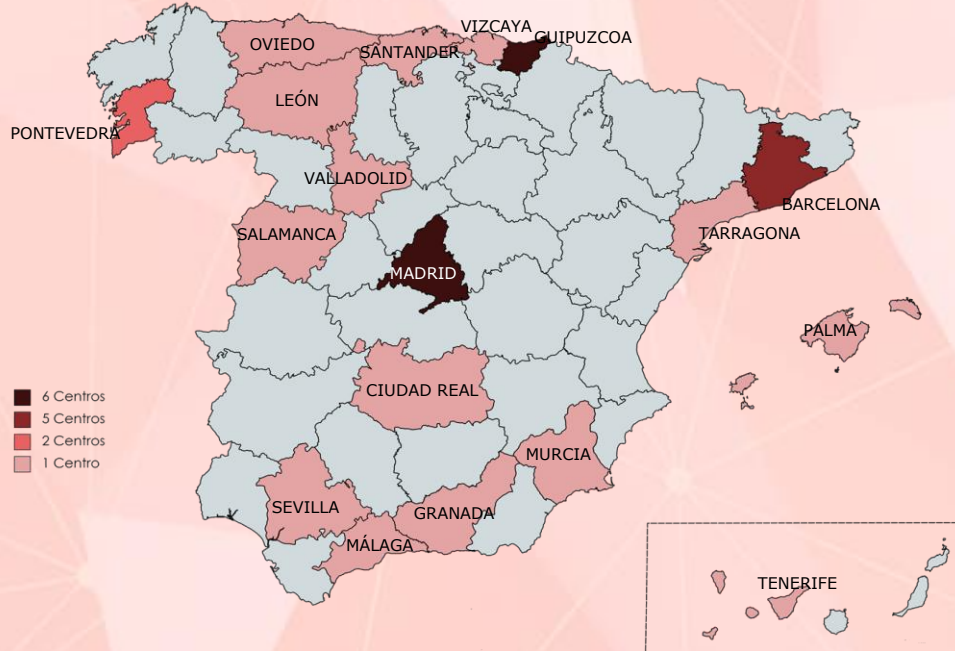 VIZCAYA
GUIPUZCOA
OVIEDO
SANTANDER
LEÓN
PONTEVEDRA
VALLADOLID
BARCELONA
SALAMANCA
TARRAGONA
MADRID
PALMA
CIUDAD REAL
6 Centros
5 Centros
2 Centros
1 Centro
MURCIA
SEVILLA
GRANADA
MÁLAGA
TENERIFE